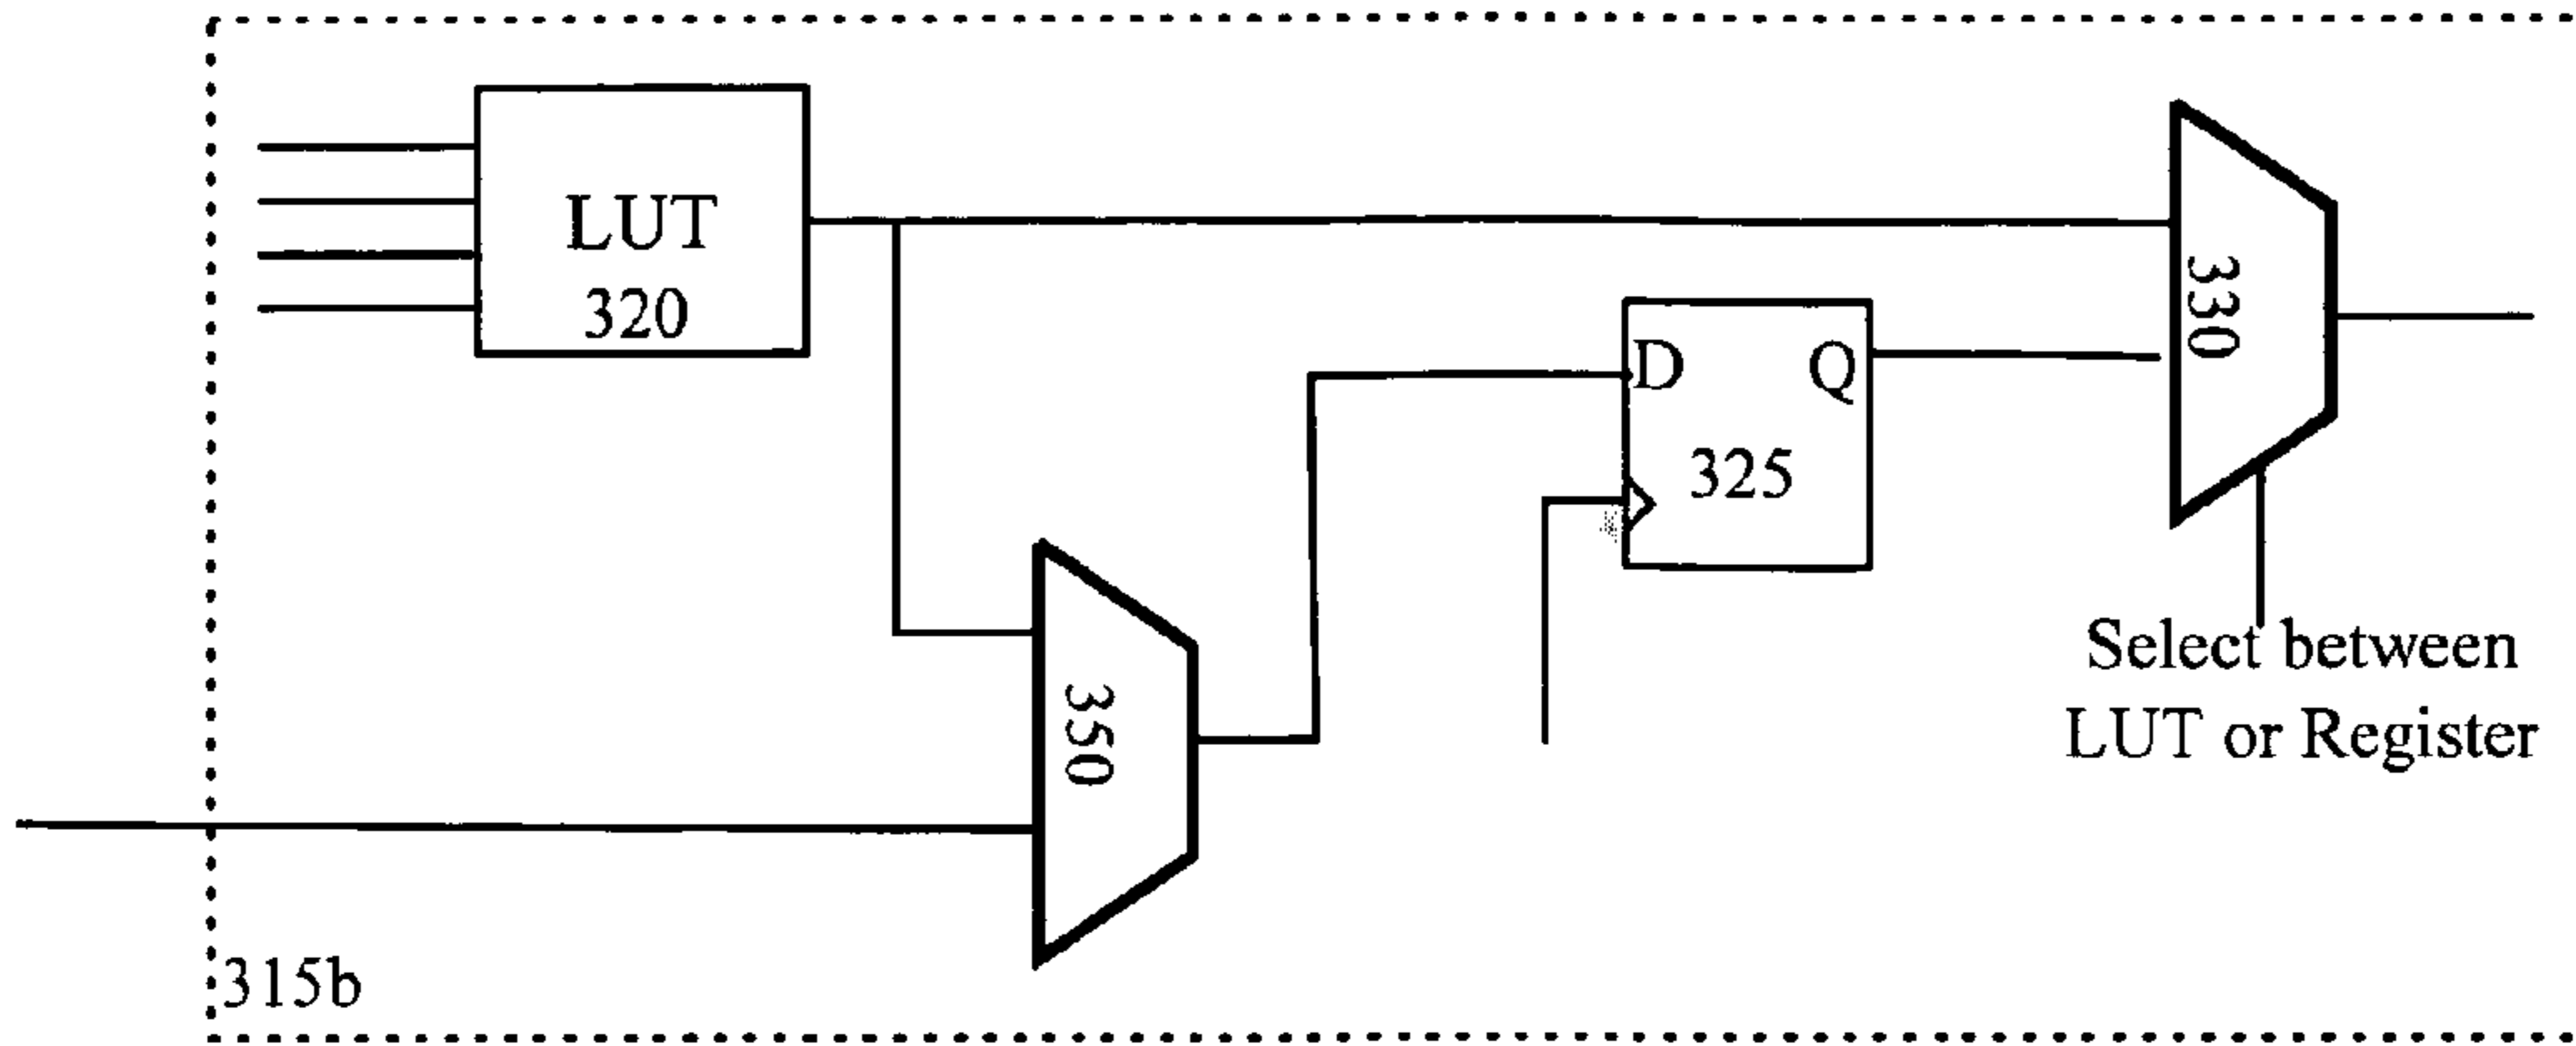 LUT
320
330
D
Q
325
350
Select between
LUT or Register
315b